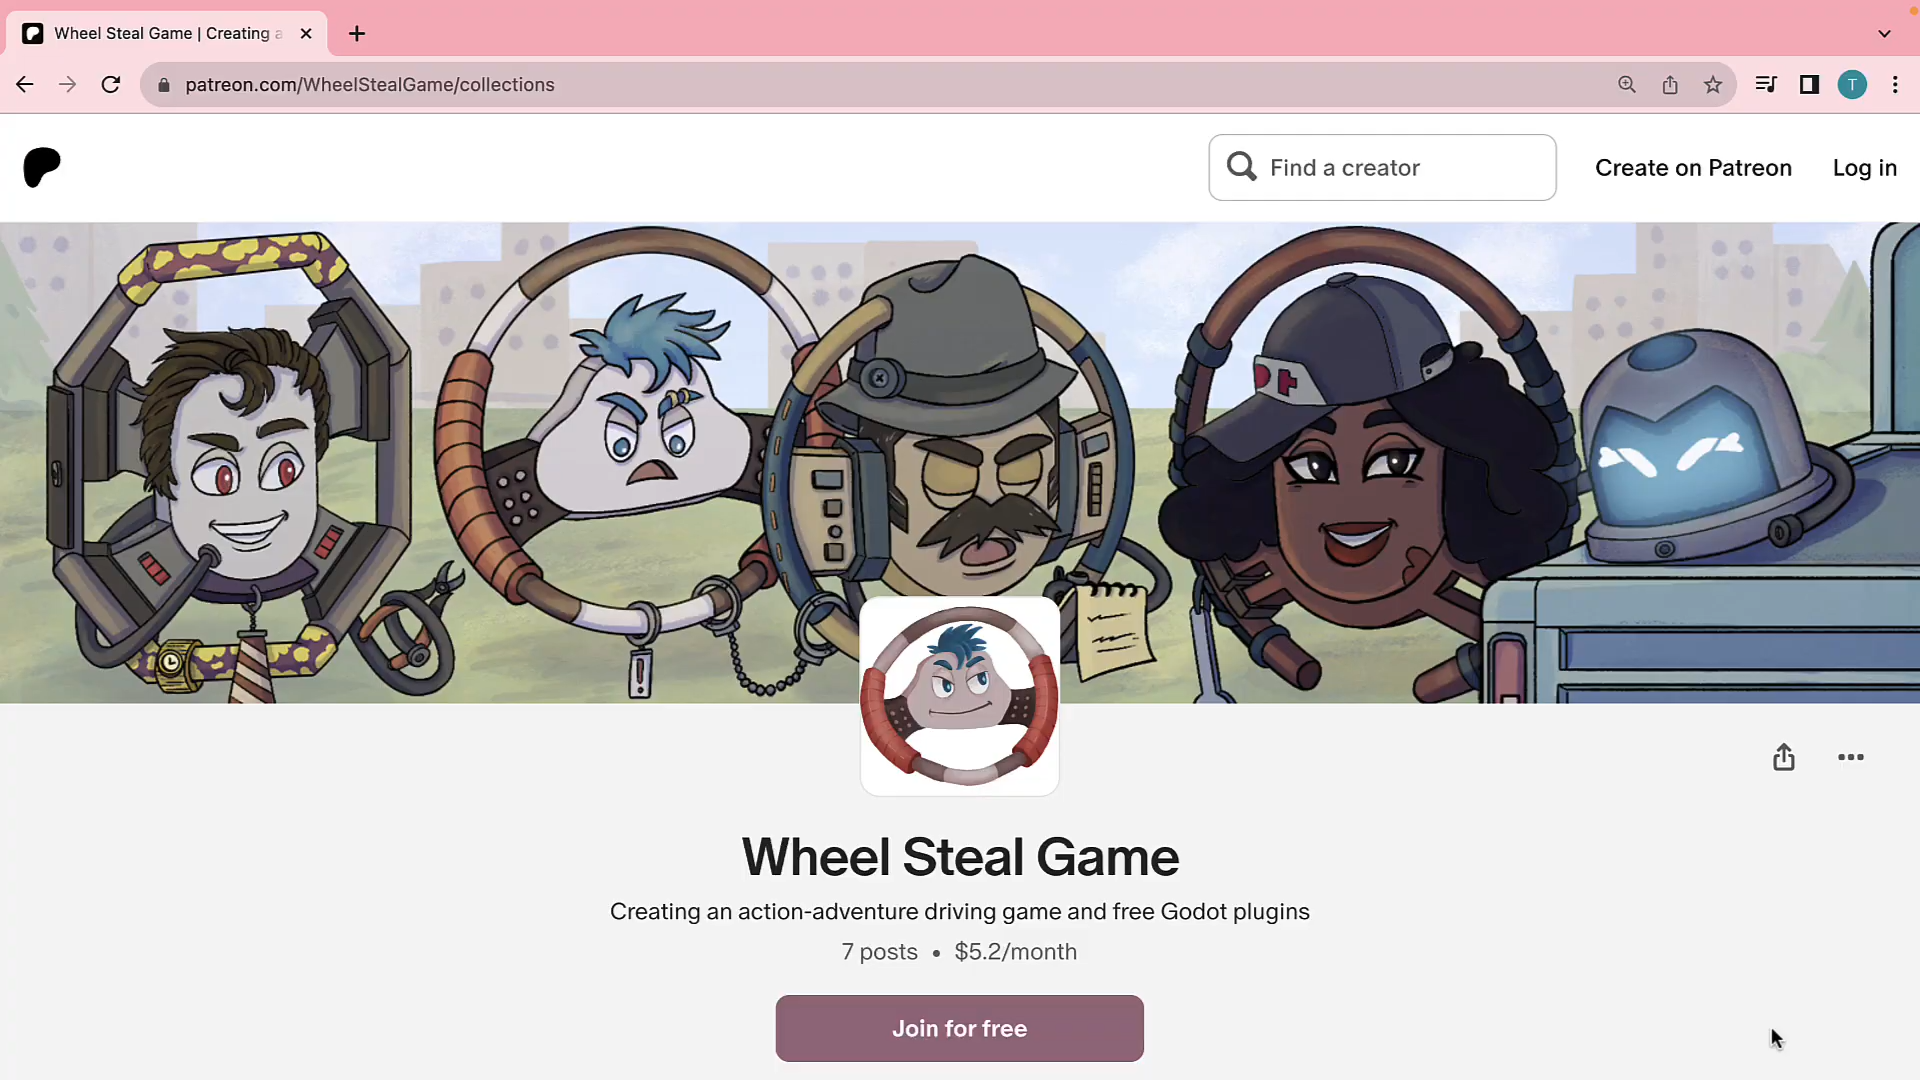 Wheel Steal Game | Creating a
patreon.com/WheelStealGame/collections
T
Find a creator
Create on Patreon
Log in
Wheel Steal Game
Creating an action-adventure driving game and free Godot plugins
7 posts • $5.2/month
Join for free